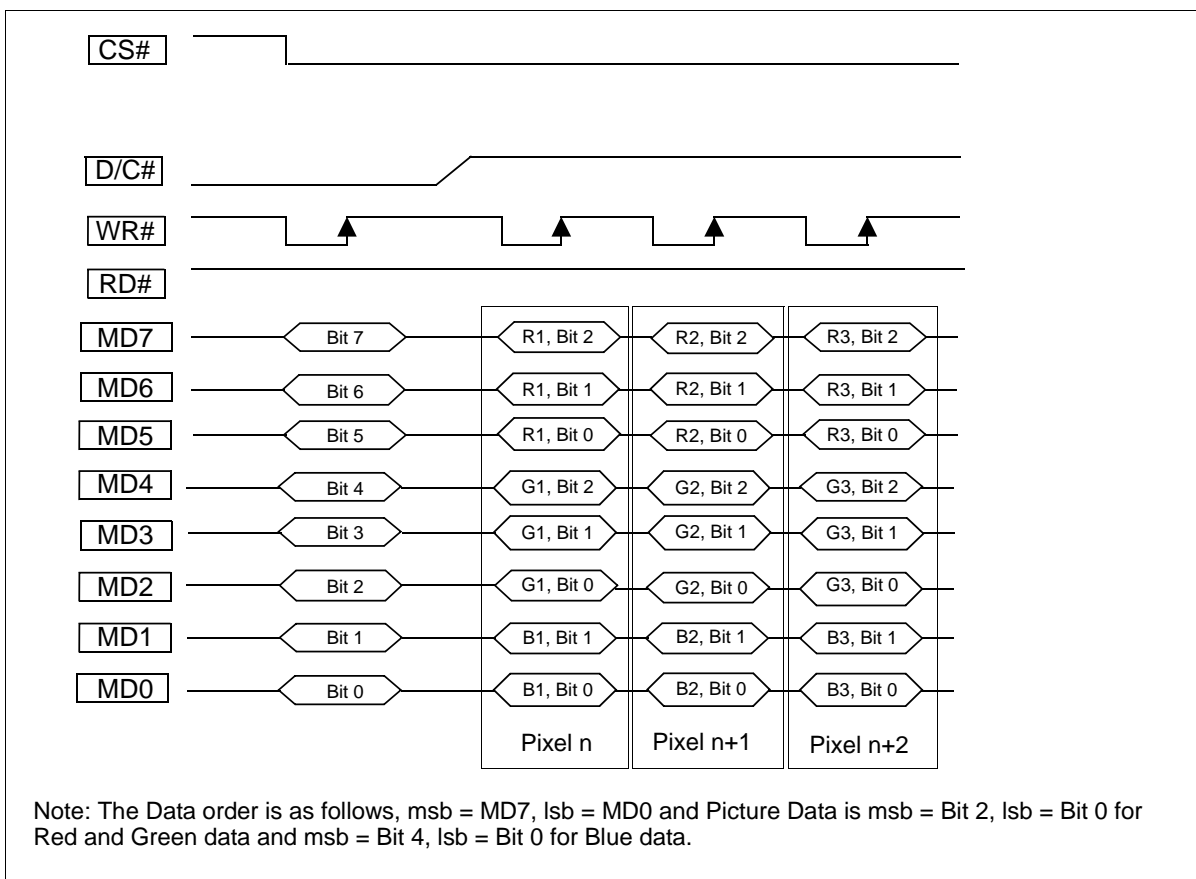 CS#
D/C#
WR#
RD#
MD7 Bit 7 R1, Bit 2 R2, Bit 2 R3, Bit 2
MD6 Bit 6 R1, Bit 1 R2, Bit 1 R3, Bit 1
MD5 Bit 5 R1, Bit 0 R2, Bit 0 R3, Bit 0
MD4 Bit 4 G1, Bit 2 G2, Bit 2 G3, Bit 2
MD3 Bit 3 G1, Bit 1 G2, Bit 1 G3, Bit 1
MD2 Bit 2 G1, Bit 0 G2, Bit 0 G3, Bit 0
MD1 Bit 1 B1, Bit 1 B2, Bit 1 B3, Bit 1
MD0 Bit 0 B1, Bit 0 B2, Bit 0 B3, Bit 0
Pixel n Pixel n+1 Pixel n+2
Note: The Data order is as follows, msb = MD7, lsb = MD0 and Picture Data is msb = Bit 2, lsb = Bit 0 for
Red and Green data and msb = Bit 4, lsb = Bit 0 for Blue data.